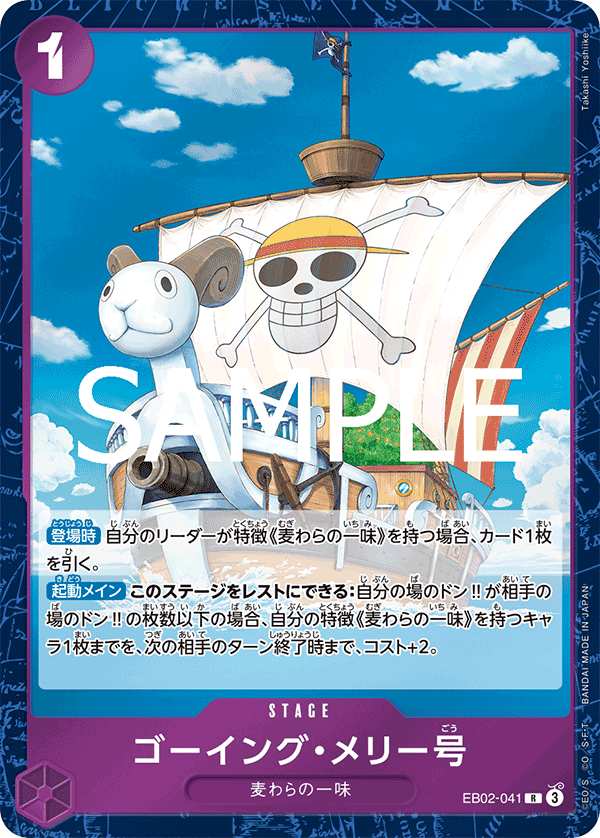 1
Takashi Yoshiike
SAMPLE
登場時 自分のリーダーが特徴《麦わらの一味》を持つ場合、カード1枚
を引く。
起動メイン このステージをレストにできる：自分の場のドン!!が相手の
場のドン!!の枚数以下の場合、自分の特徴《麦わらの一味》を持つキャ
ラ1枚までを、次の相手のターン終了時まで、コスト+2。
STAGE
ゴーイング・メリー号
麦わらの一味
EB02-041 R 3
©E.O./S. ©O./S.・F・T BANDAI MADE IN JAPAN